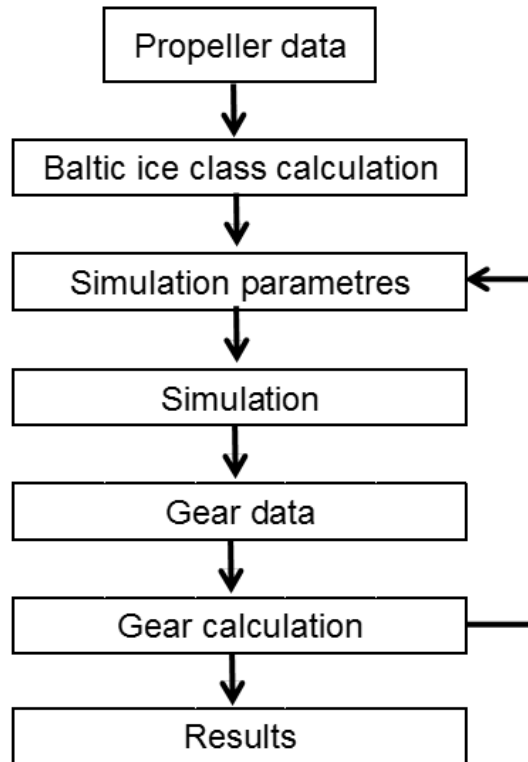 Propeller data
Baltic ice class calculation
Simulation parametres
Simulation
Gear data
Gear calculation
Results